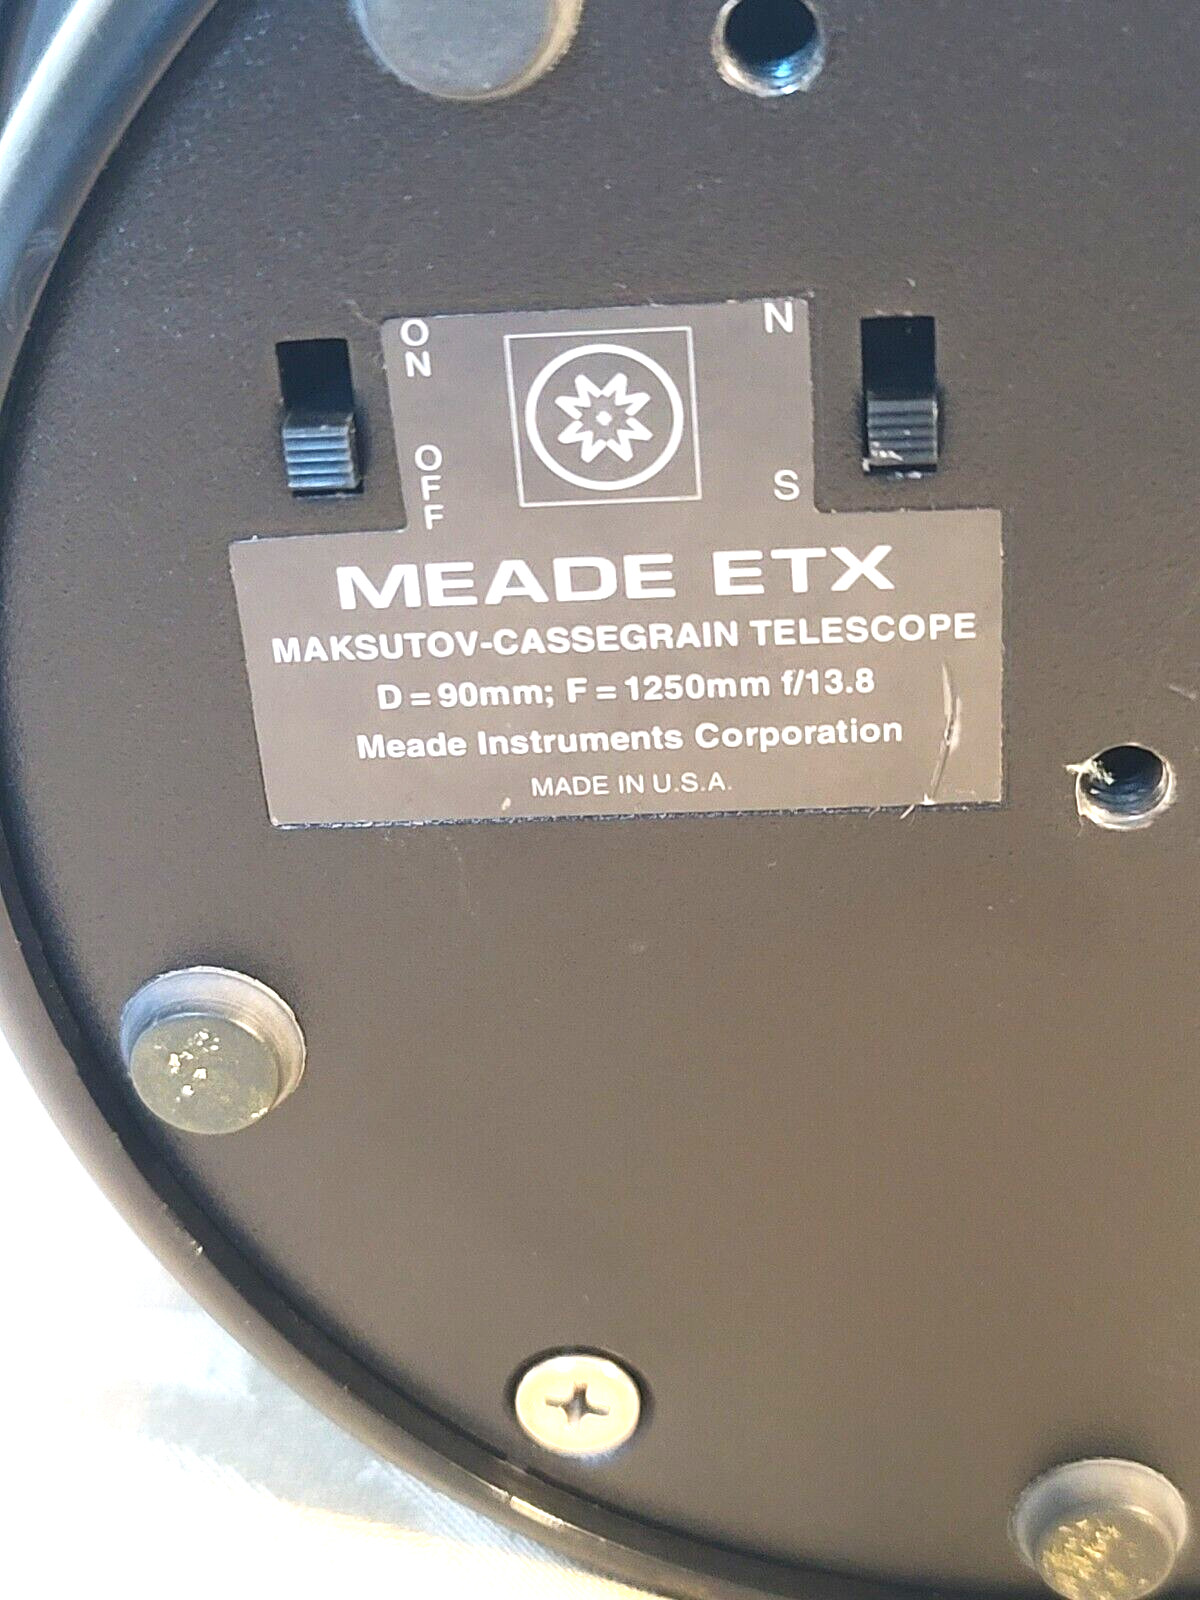 ON
N
OFF
S
MEADE ETX
MAKSUTOV-CASSEGRAIN TELESCOPE
D = 90mm; F = 1250mm f/13.8
Meade Instruments Corporation
MADE IN U.S.A.